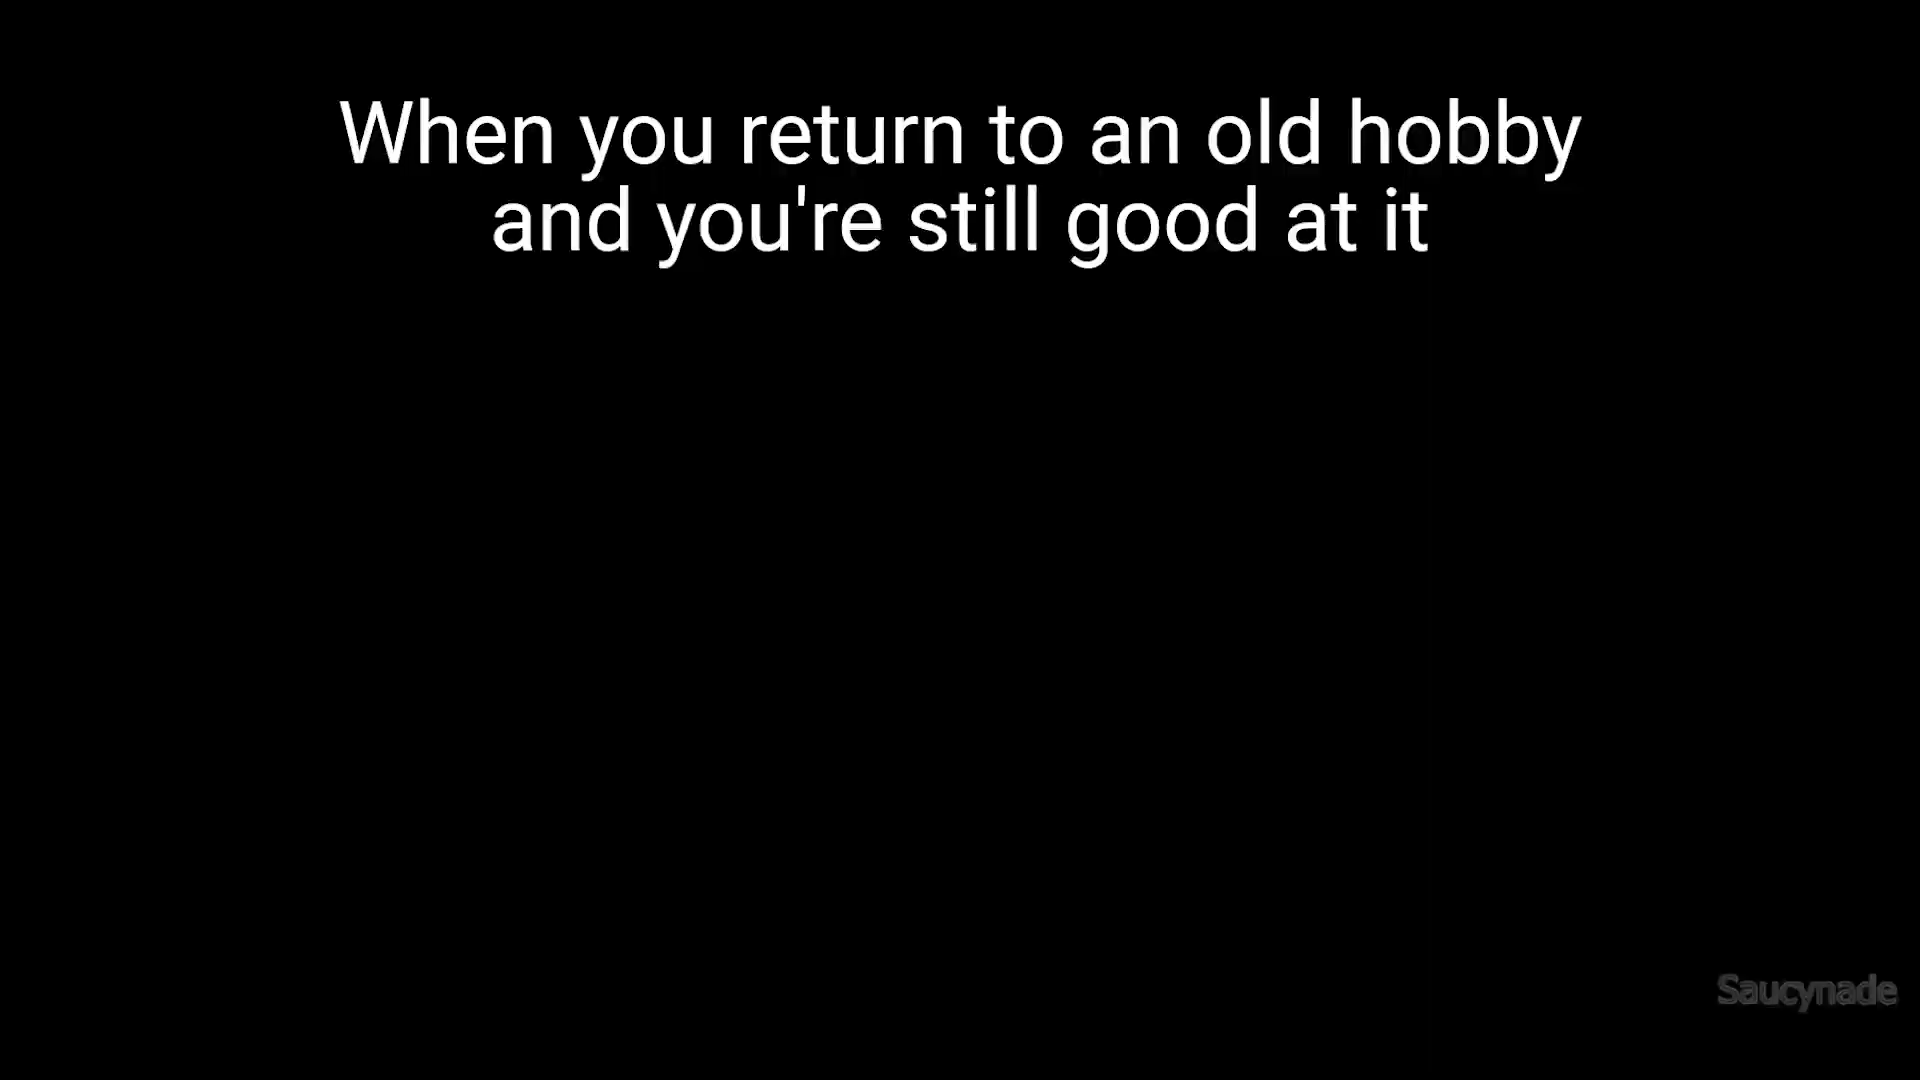 When you return to an old hobby
and you're still good at it
Saucynade